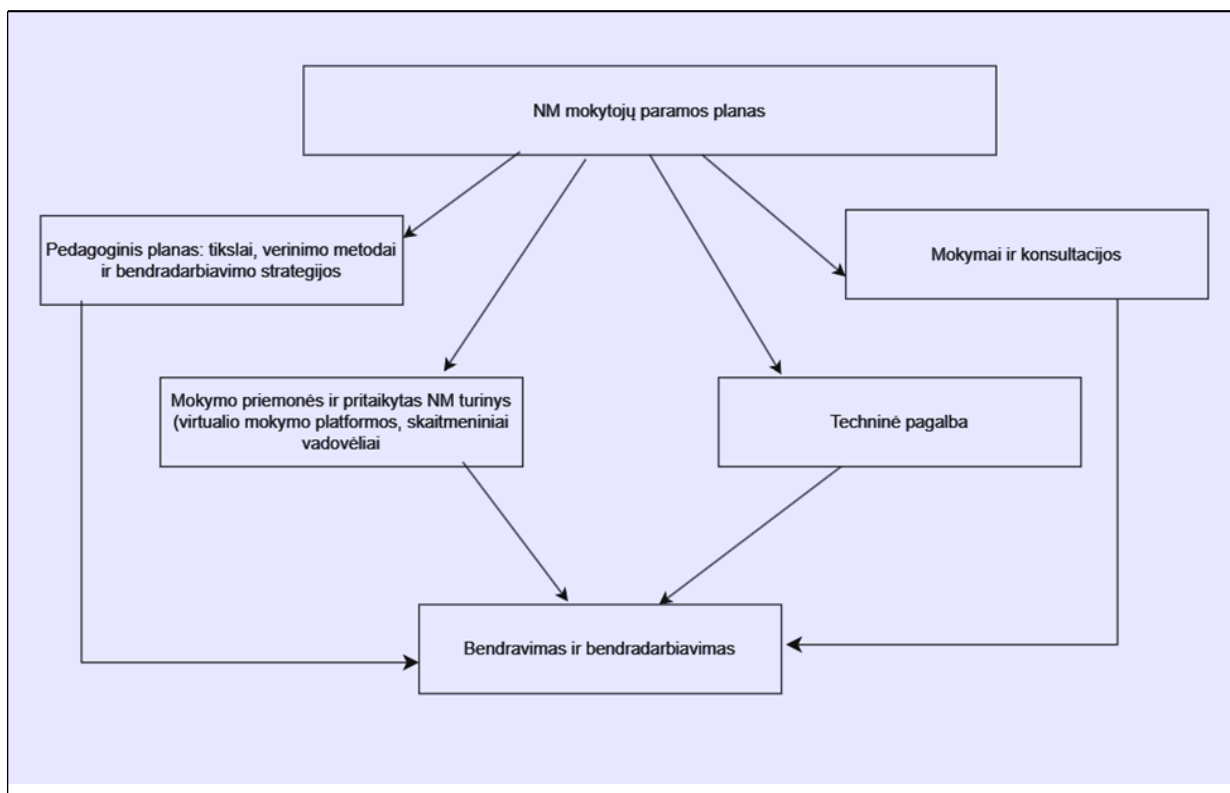 NM mokytojų paramos planas
Pedagoginis planas: tikslai, verinimo metodai
ir bendradarbiavimo strategijos
Mokymai ir konsultacijos
Mokymo priemonės ir pritaikytas NM turinys
(virtualio mokymo platformos, skaitmeniniai
vadovėliai
Techninė pagalba
Bendravimas ir bendradarbiavimas